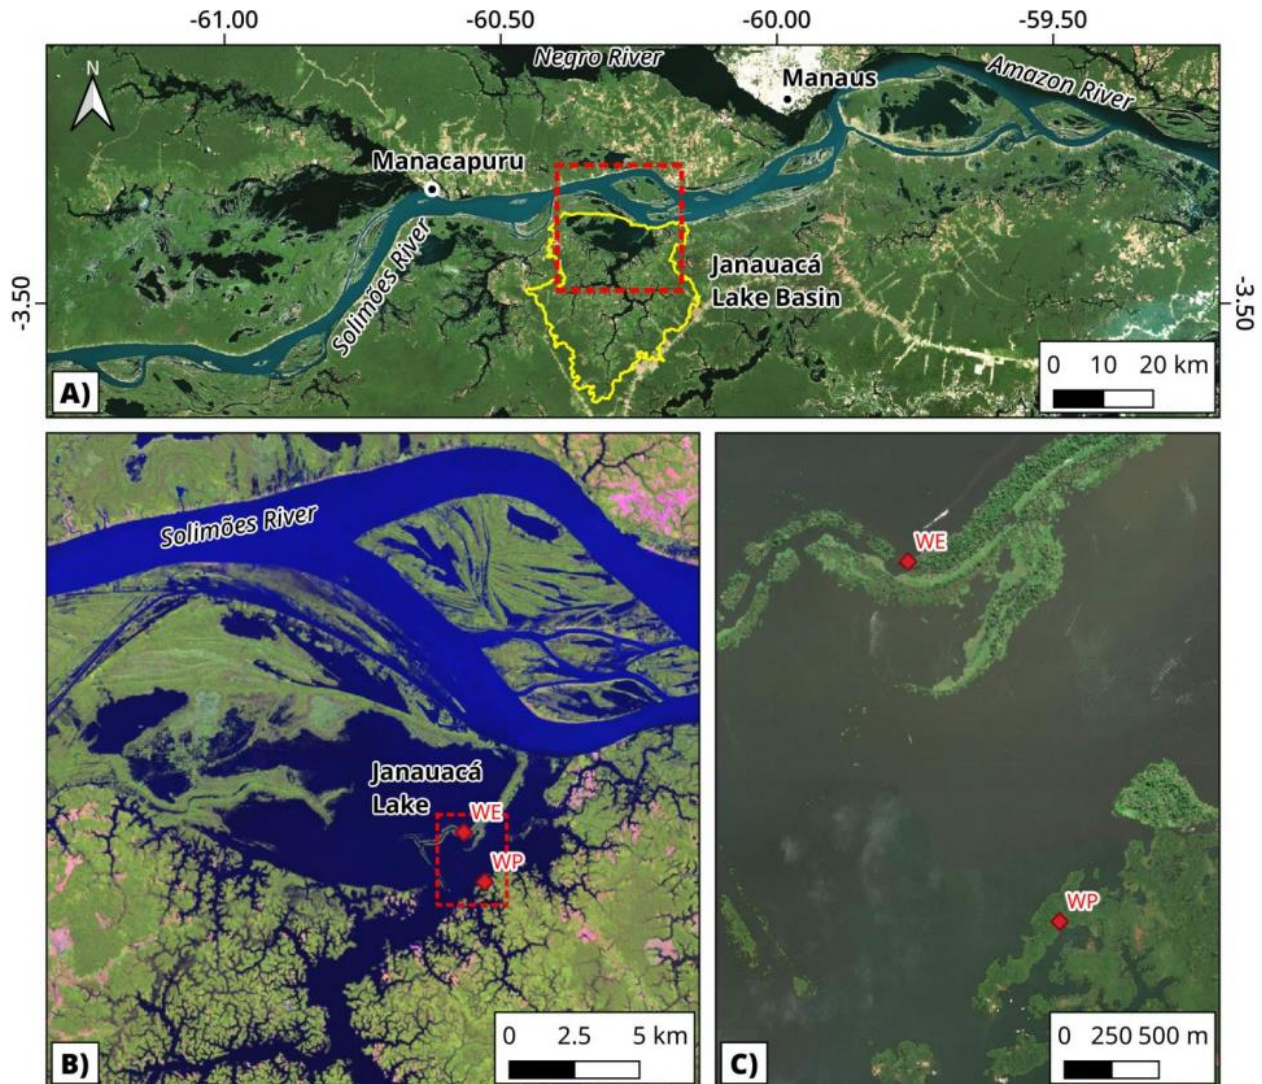 -61.00
-60.50
-60.00
-59.50
N
Negro River
Manaus
Amazon River
Manacapuru
Solimões River
Janauacá
Lake Basin
-3.50
-3.50
0 10 20 km
A)
Solimões River
Janauacá
Lake
WE
WP
0 2.5 5 km
B)
WE
WP
0 250 500 m
C)